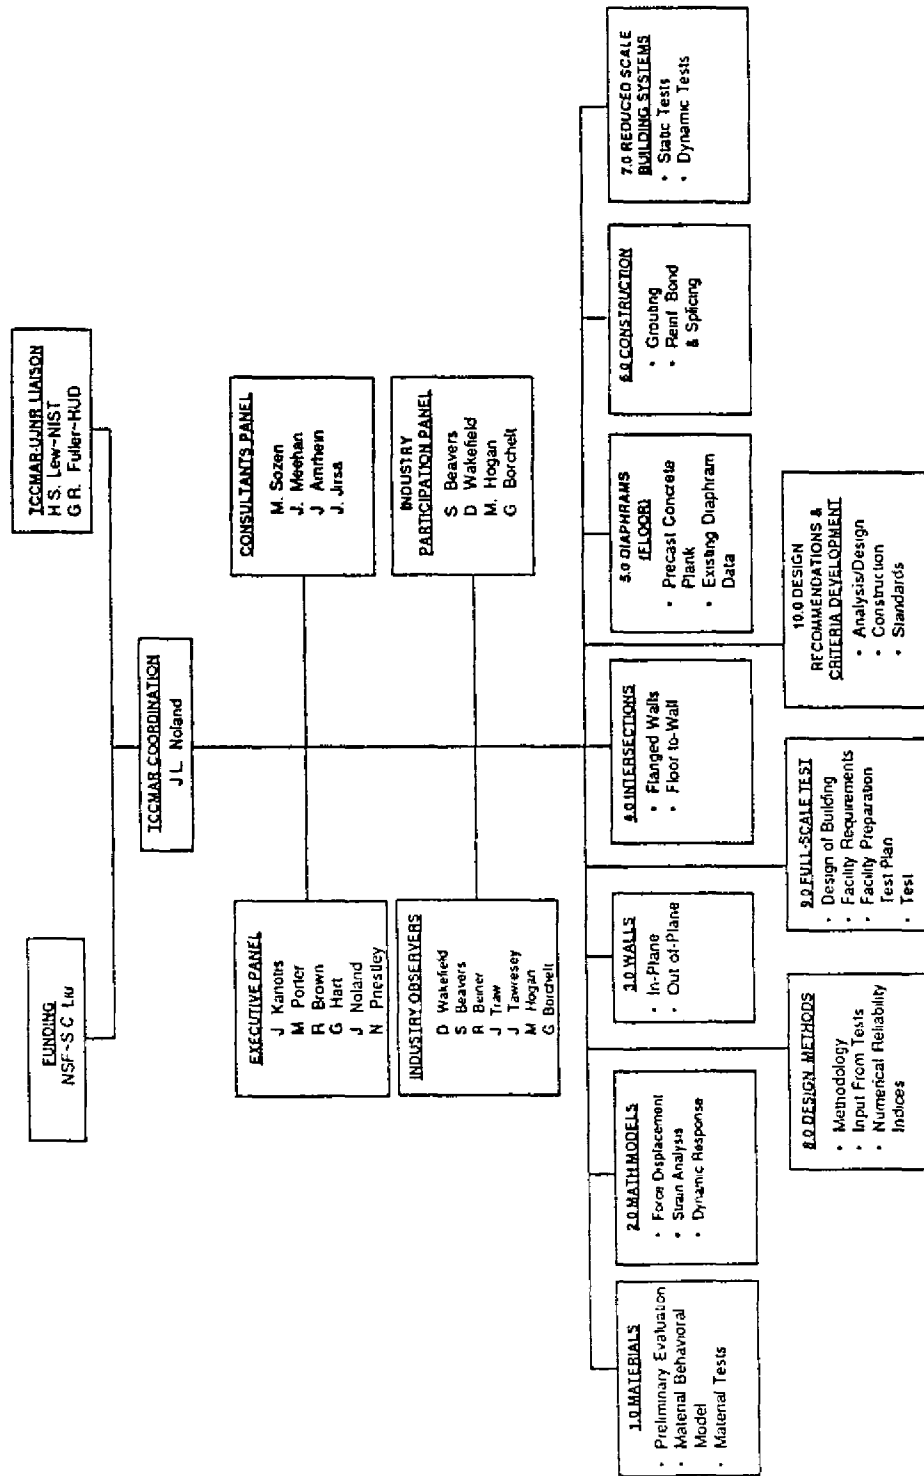 FUNDING
NSF-S C Liu
TCCMAR-UJNR LIAISON
H S. Lew-NIST
G R. Fuller-HUD
TCCMAR COORDINATION
J L. Noland
EXECUTIVE PANEL
J Kariotis
M Porter
R Brown
G Hart
J Noland
N Priestley
CONSULTANTS PANEL
M. Sozen
J. Meehan
J Amrhein
J. Jirsa
INDUSTRY OBSERVERS
D Wakefield
S Beavers
R Beiner
J Traw
J Tawresey
M Hogan
G Borchelt
INDUSTRY
PARTICIPATION PANEL
S Beavers
D Wakefield
M. Hogan
G Borchelt
1.0 MATERIALS
• Preliminary Evaluation
• Material Behavioral
Model
• Material Tests
2.0 MATH MODELS
• Force Displacement
• Strain Analysis
• Dynamic Response
3.0 WALLS
• In-Plane
• Out of-Plane
4.0 INTERSECTIONS
• Flanged Walls
• Floor to-Wall
5.0 DIAPHRAMS
(FLOOR)
• Precast Concrete
Plank
• Existing Diaphram
Data
6.0 CONSTRUCTION
• Grouting
• Reinf Bond
& Splicing
7.0 REDUCED SCALE
BUILDING SYSTEMS
• Static Tests
• Dynamic Tests
8.0 DESIGN METHODS
• Methodology
• Input From Tests
• Numerical Reliability
Indices
9.0 FULL-SCALE TEST
• Design of Building
• Facility Requirements
• Facility Preparation
Test Plan
• Test
10.0 DESIGN
RECOMMENDATIONS &
CRITERIA DEVELOPMENT
• Analysis/Design
• Construction
• Standards